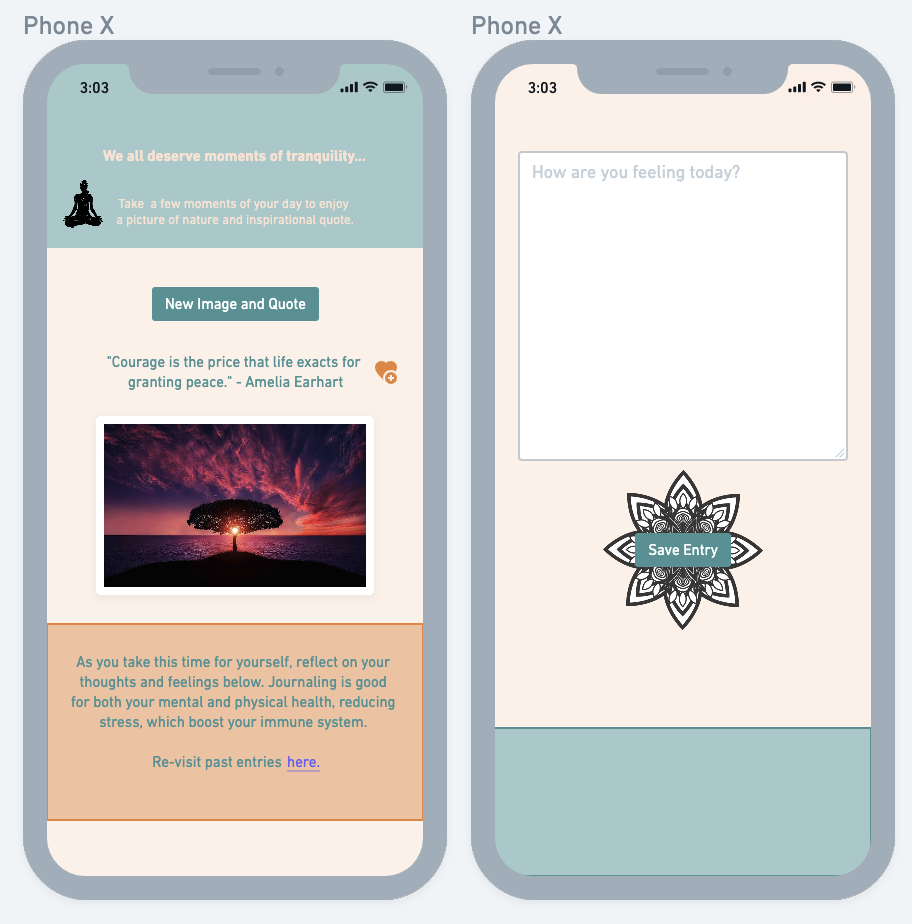 Phone X
3:03
We all deserve moments of tranquility...
Take a few moments of your day to enjoy
a picture of nature and inspirational quote.
New Image and Quote
"Courage is the price that life exacts for
granting peace." - Amelia Earhart
As you take this time for yourself, reflect on your
thoughts and feelings below. Journaling is good
for both your mental and physical health, reducing
stress, which boost your immune system.
Re-visit past entries here.
Phone X
3:03
How are you feeling today?
Save Entry